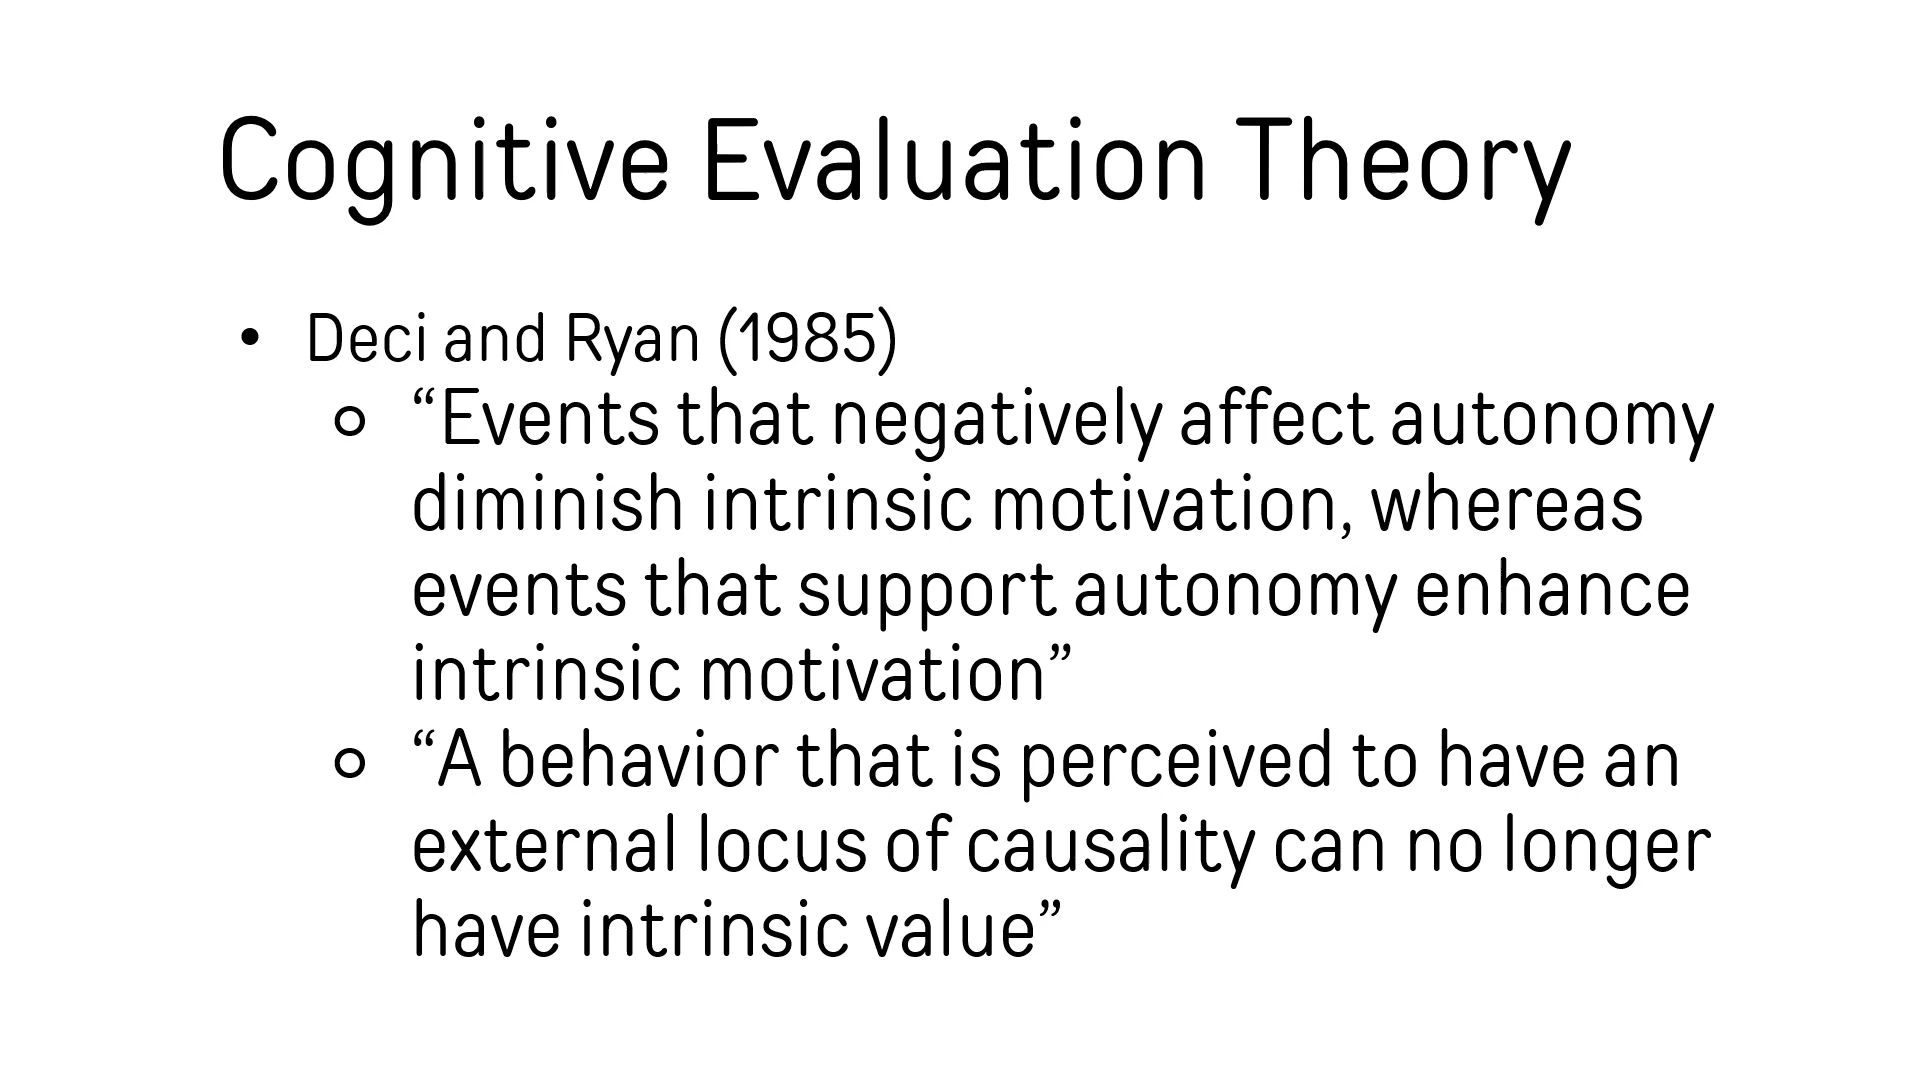 Cognitive Evaluation Theory
• Deci and Ryan (1985)
○ “Events that negatively affect autonomy
diminish intrinsic motivation, whereas
events that support autonomy enhance
intrinsic motivation”
○ “A behavior that is perceived to have an
external locus of causality can no longer
have intrinsic value”